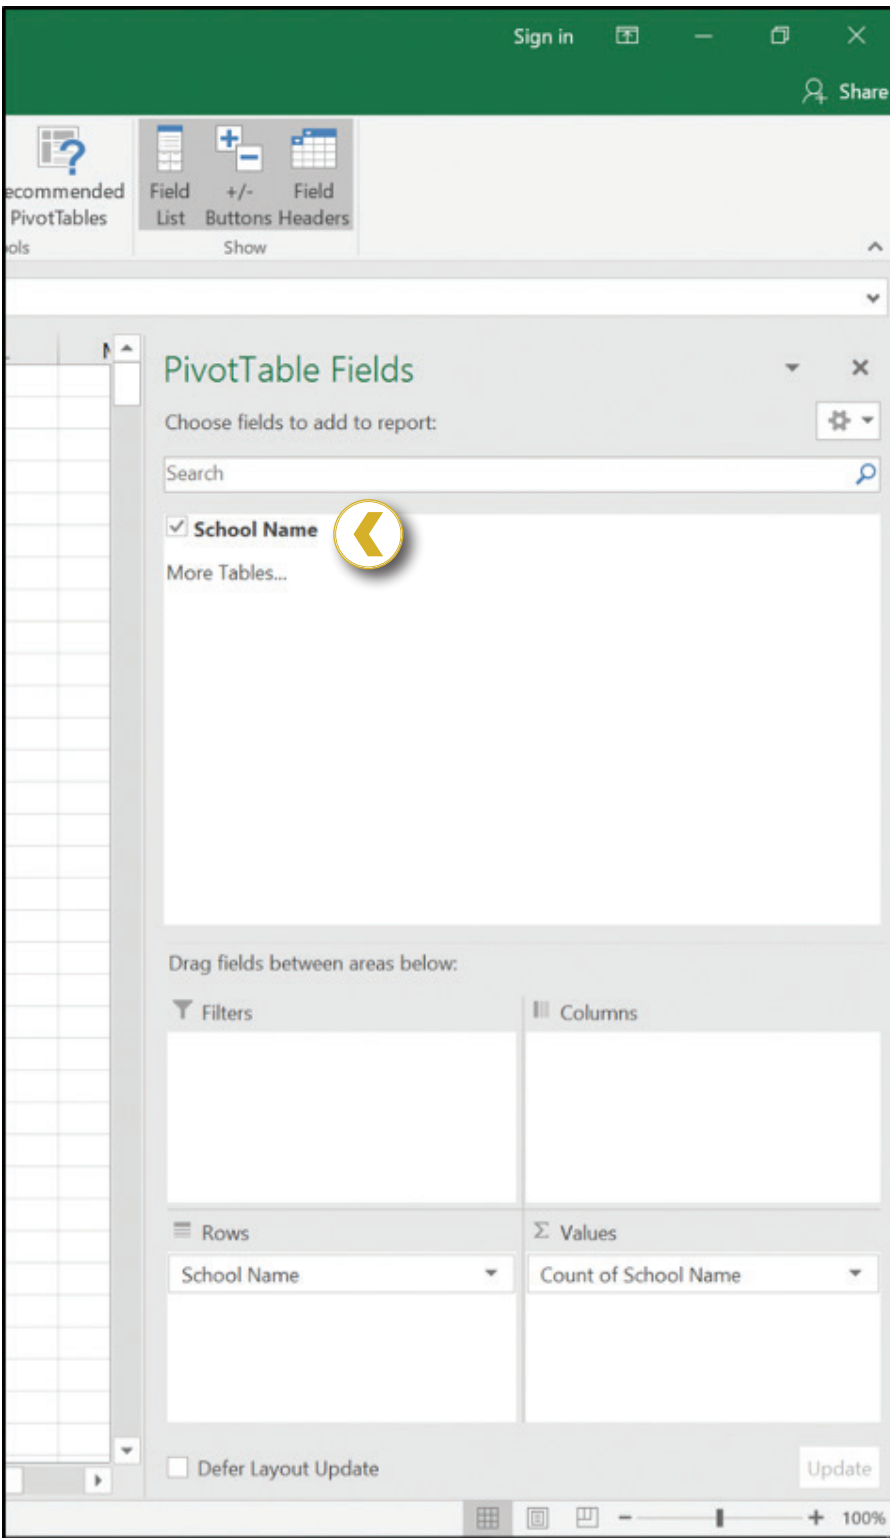 Sign in
Share
ecommended
PivotTables
ools
Field
List
+/-
Buttons
Field
Headers
Show
PivotTable Fields
Choose fields to add to report:
Search
School Name
More Tables...
Drag fields between areas below:
Filters
Columns
Rows
Σ Values
School Name
Count of School Name
Defer Layout Update
Update
100%